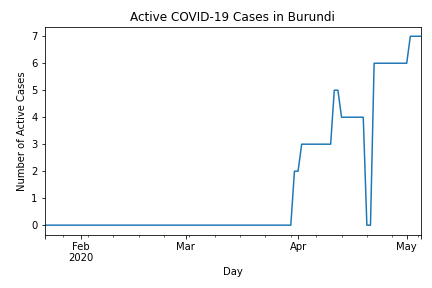 Active COVID-19 Cases in Burundi
Number of Active Cases
7
6
5
4
3
2
1
0
Feb
2020
Mar
Apr
May
Day